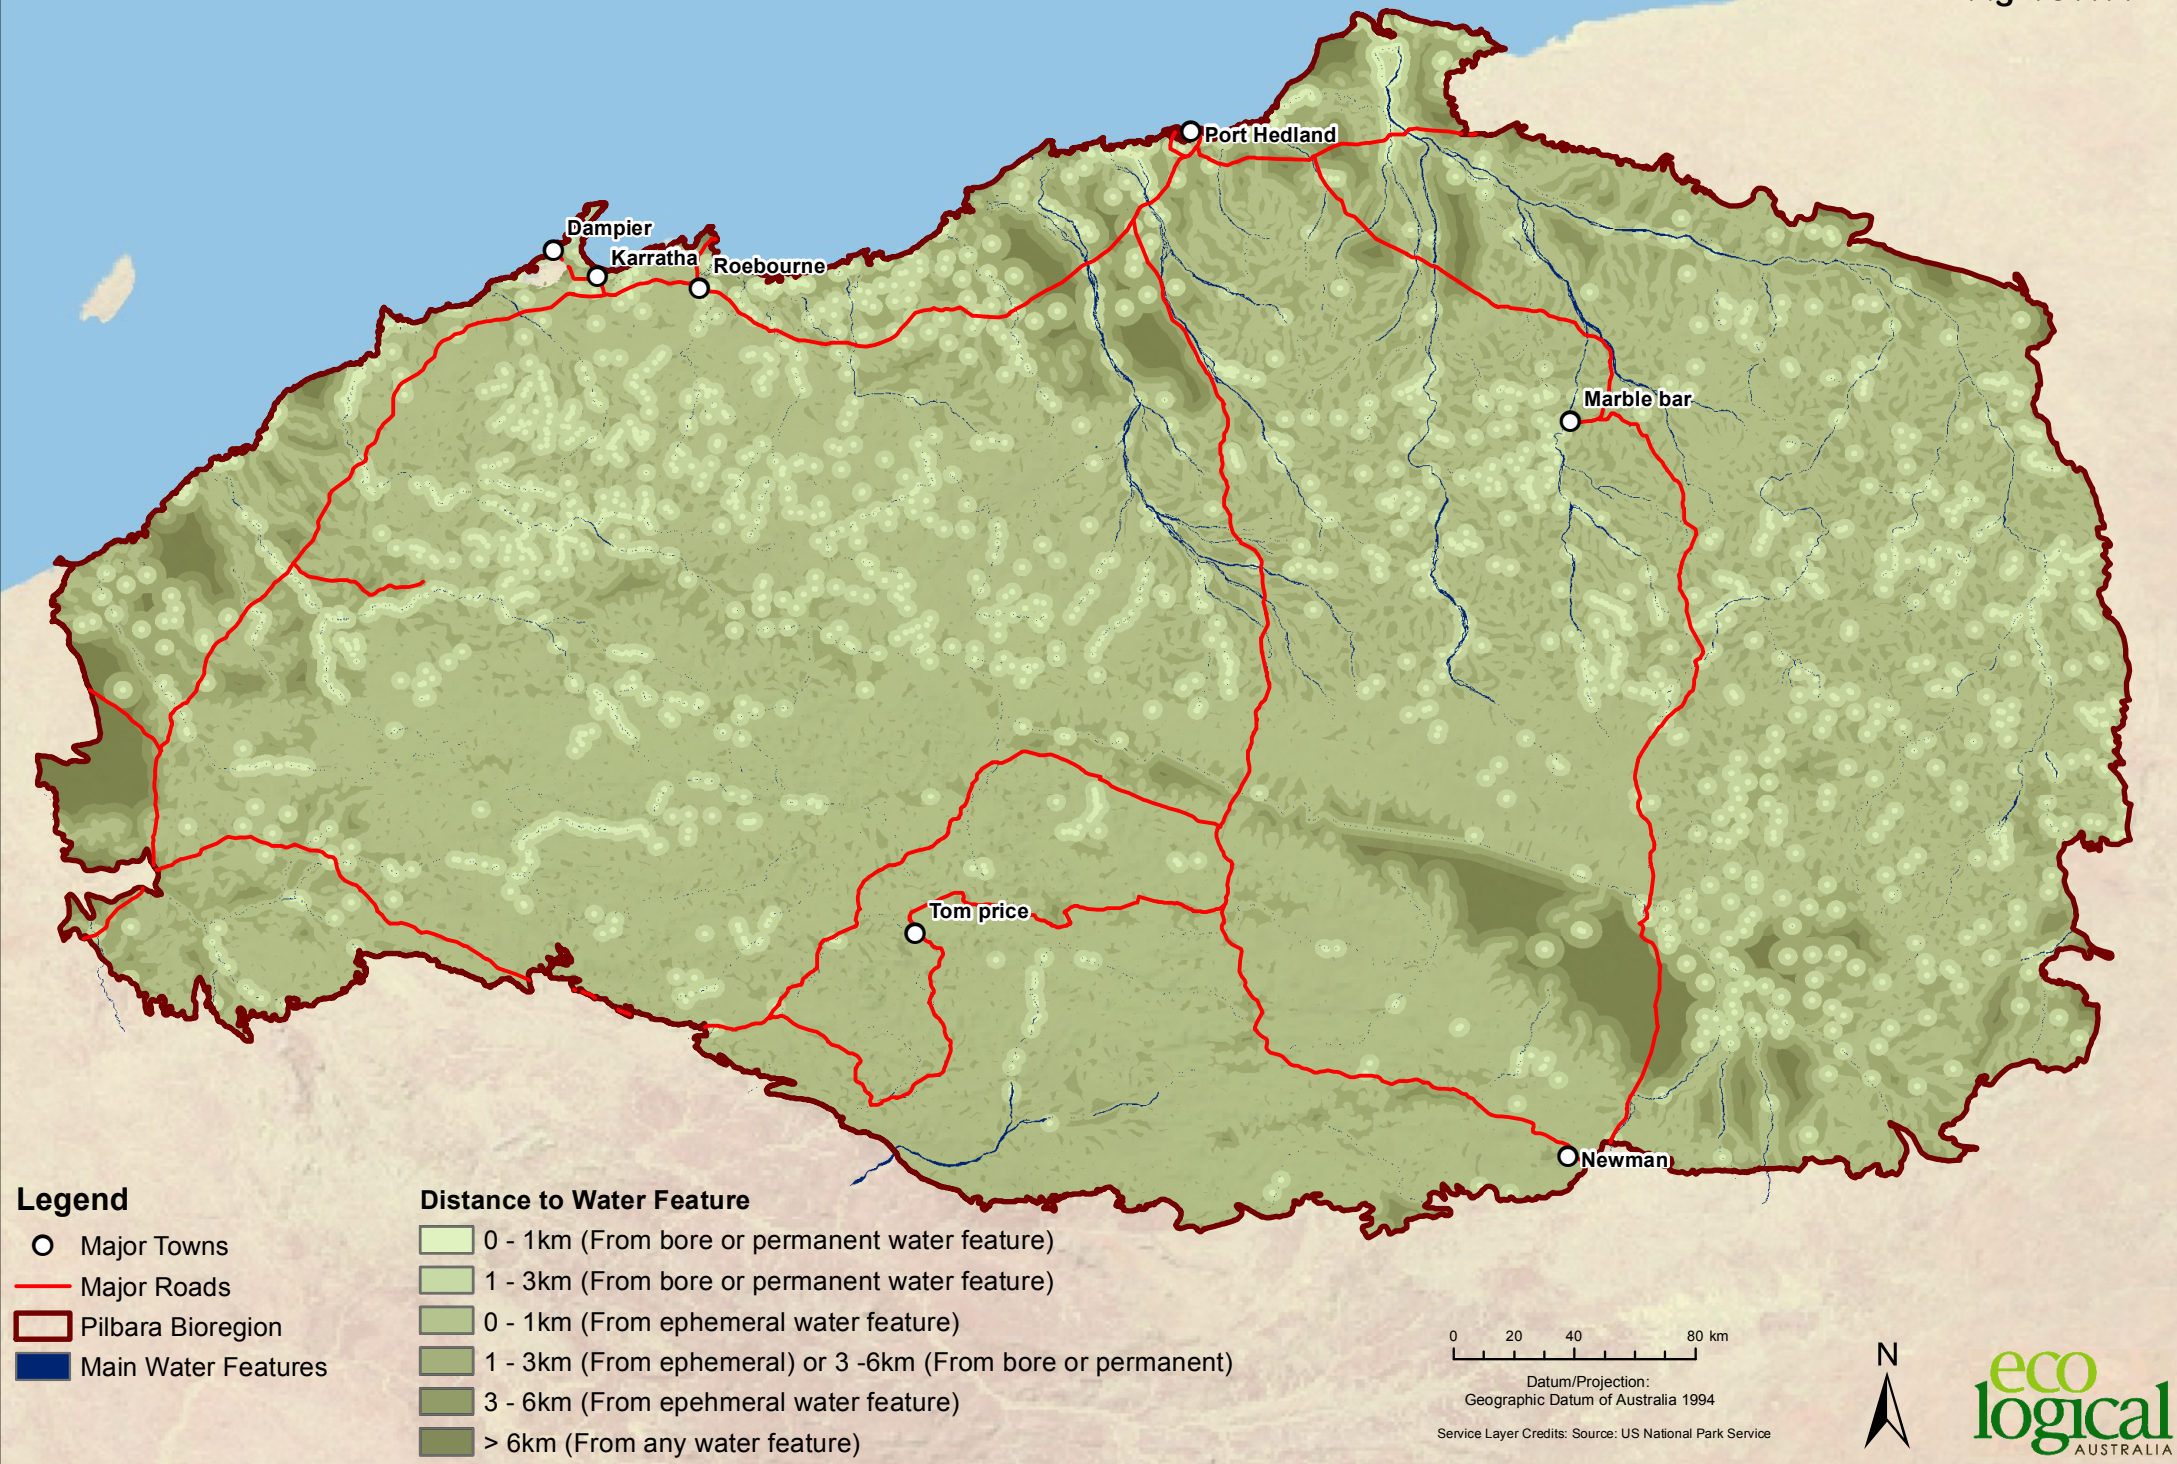 Port Hedland
Dampier
Karratha
Roebourne
Marble bar
Tom price
Newman
Legend
Major Towns
Major Roads
Pilbara Bioregion
Main Water Features
Distance to Water Feature
0 - 1km (From bore or permanent water feature)
1 - 3km (From bore or permanent water feature)
0 - 1km (From ephemeral water feature)
1 - 3km (From ephemeral) or 3 -6km (From bore or permanent)
3 - 6km (From epehmeral water feature)
> 6km (From any water feature)
0 20 40 80 km
Datum/Projection:
Geographic Datum of Australia 1994
Service Layer Credits: Source: US National Park Service
N
eco
logical
AUSTRALIA